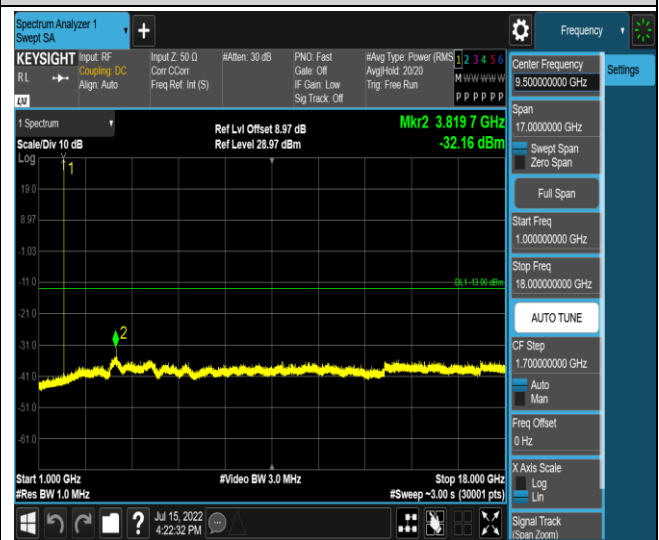 Spectrum Analyzer 1
Swept SA
+
Frequency
KEYSIGHT
RL
LXI
Input: RF
Coupling: DC
Align: Auto
Input Z: 50 Ω
Corr CCorr
Freq Ref: Int (S)
#Atten: 30 dB
PNO: Fast
Gate: Off
IF Gain: Low
Sig Track: Off
#Avg Type: Power (RMS
Avg|Hold: 20/20
Trig: Free Run
1 2 3 4 5 6
M W W W W W
P P P P P P
Center Frequency
9.500000000 GHz
Settings
Span
17.0000000 GHz
Swept Span
Zero Span
Full Span
Start Freq
1.000000000 GHz
Stop Freq
18.000000000 GHz
AUTO TUNE
CF Step
1.700000000 GHz
Auto
Man
Freq Offset
0 Hz
X Axis Scale
Log
Lin
Signal Track
(Span Zoom)
1 Spectrum
Scale/Div 10 dB
Ref Lvl Offset 8.97 dB
Ref Level 28.97 dBm
Mkr2 3.819 7 GHz
-32.16 dBm
Log
1
19.0
8.97
-1.03
-11.0
DL1 -13.00 dBm
-21.0
2
-31.0
-41.0
-51.0
-61.0
Start 1.000 GHz
#Video BW 3.0 MHz
Stop 18.000 GHz
#Res BW 1.0 MHz
#Sweep ~3.00 s (30001 pts)
?
Jul 15, 2022
4:22:32 PM